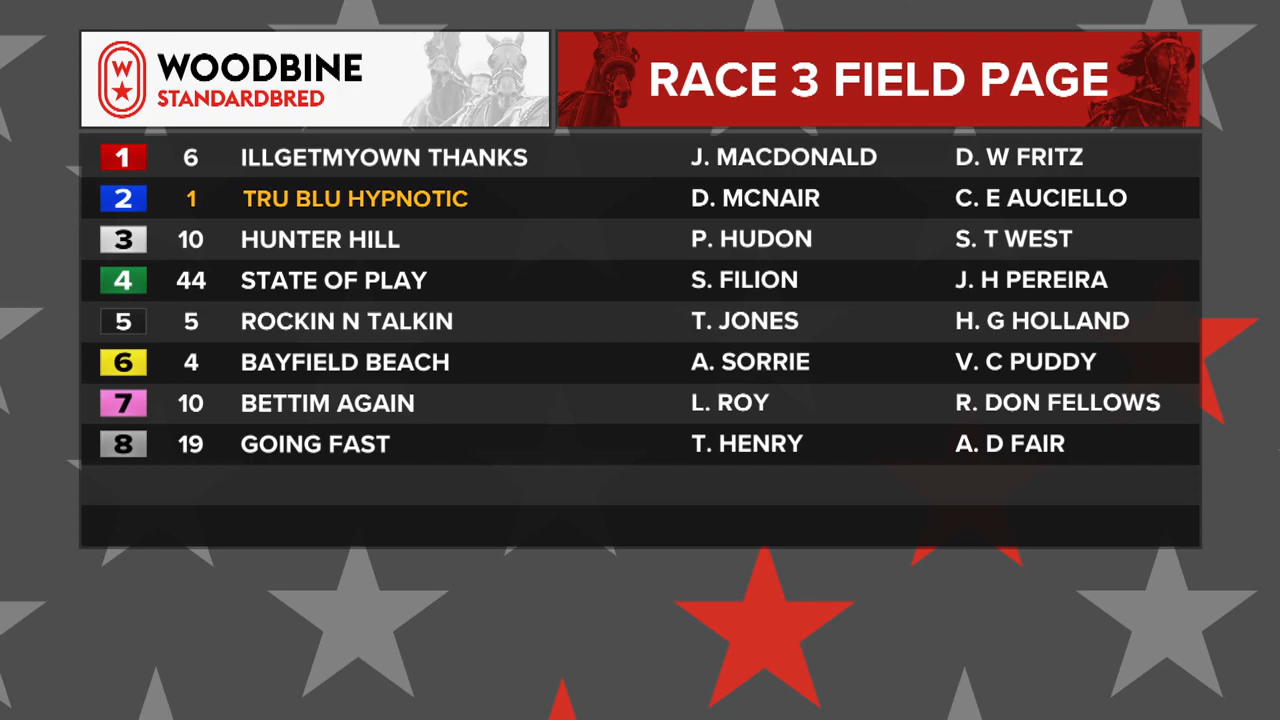 W
WOODBINE
STANDARDBRED
RACE 3 FIELD PAGE
1 6 ILLGETMYOWN THANKS J. MACDONALD D. W FRITZ
2 1 TRU BLU HYPNOTIC D. MCNAIR C. E AUCIELLO
3 10 HUNTER HILL P. HUDON S. T WEST
4 44 STATE OF PLAY S. FILION J. H PEREIRA
5 5 ROCKIN N TALKIN T. JONES H. G HOLLAND
6 4 BAYFIELD BEACH A. SORRIE V. C PUDDY
7 10 BETTIM AGAIN L. ROY R. DON FELLOWS
8 19 GOING FAST T. HENRY A. D FAIR